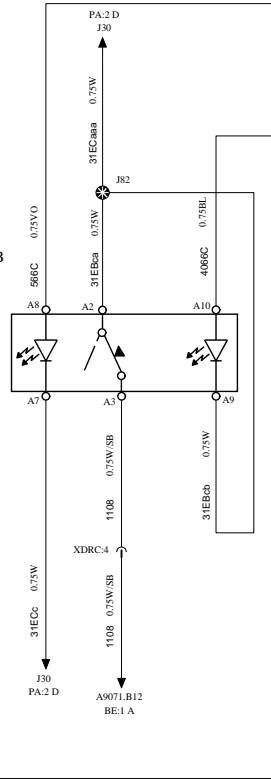 PA:2 D
J30
0.75W
31ECaaa
J82
0.75VO
0.75W
0.75BL
566C
31EBca
4066C
A8
A2
A10
A7
A3
A9
0.75W/SB
0.75W
1108
31EBcb
XDRC:4
0.75W
0.75W/SB
31ECc
1108
J30
PA:2 D
A9071.B12
BE:1 A